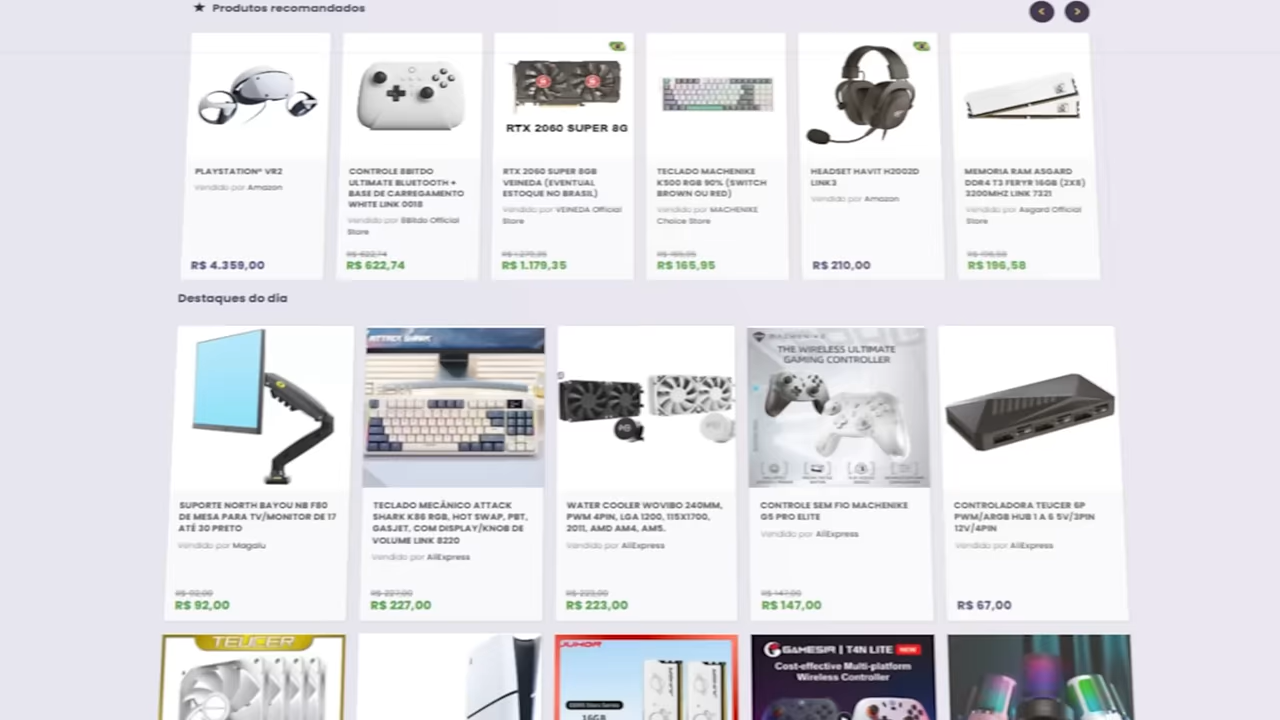 ★ Produtos recomandados
RTX 2060 SUPER 8G
PLAYSTATION® VR2
Vendido por Amazon
R$ 4.359,00
CONTROLE 8BITDO
ULTIMATE BLUETOOTH +
BASE DE CARREGAMENTO
WHITE LINK 0018
Vendido por 8Bitdo Official
Store
R$ 622,74
R$ 622,74
RTX 2060 SUPER 8GB
VEINEDA (EVENTUAL
ESTOQUE NO BRASIL)
Vendido por VEINEDA Official
Store
R$ 1.279,35
R$ 1.179,35
TECLADO MACHENIKE
K500 RGB 90% (SWITCH
BROWN OU RED)
Vendido por MACHENIKE
Choice Store
R$ 165,95
HEADSET HAVIT H2002D
LINK3
Vendido por Amazon
R$ 210,00
MEMORIA RAM ASGARD
DDR4 T3 FERYR 16GB (2X8)
3200MHZ LINK 7321
Vendido por Asgard Official
Store
R$ 196,58
R$ 196,58
Destaques do dia
ATTACK SHARK
MACHENIKE
THE WIRELESS ULTIMATE
GAMING CONTROLLER
SUPORTE NORTH BAYOU NB F80
DE MESA PARA TV/MONITOR DE 17
ATÉ 30 PRETO
Vendido por Magalu
R$ 92,00
R$ 92,00
TECLADO MECÂNICO ATTACK
SHARK K86 RGB, HOT SWAP, PBT,
GASJET, COM DISPLAY/KNOB DE
VOLUME LINK 8220
Vendido por AliExpress
R$ 227,00
R$ 227,00
WATER COOLER WOVIBO 240MM,
PWM 4PIN, LGA 1200, 115X1700,
2011, AMD AM4, AM5.
Vendido por AliExpress
R$ 223,00
R$ 223,00
CONTROLE SEM FIO MACHENIKE
G5 PRO ELITE
Vendido por AliExpress
R$ 147,00
R$ 147,00
CONTROLADORA TEUCER 6P
PWM/ARGB HUB 1 A 6 5V/3PIN
12V/4PIN
Vendido por AliExpress
R$ 67,00
TEUCER
JUHOR
16GB
GAMESIR | T4N LITE NEW
Cost-effective Multi-platform
Wireless Controller